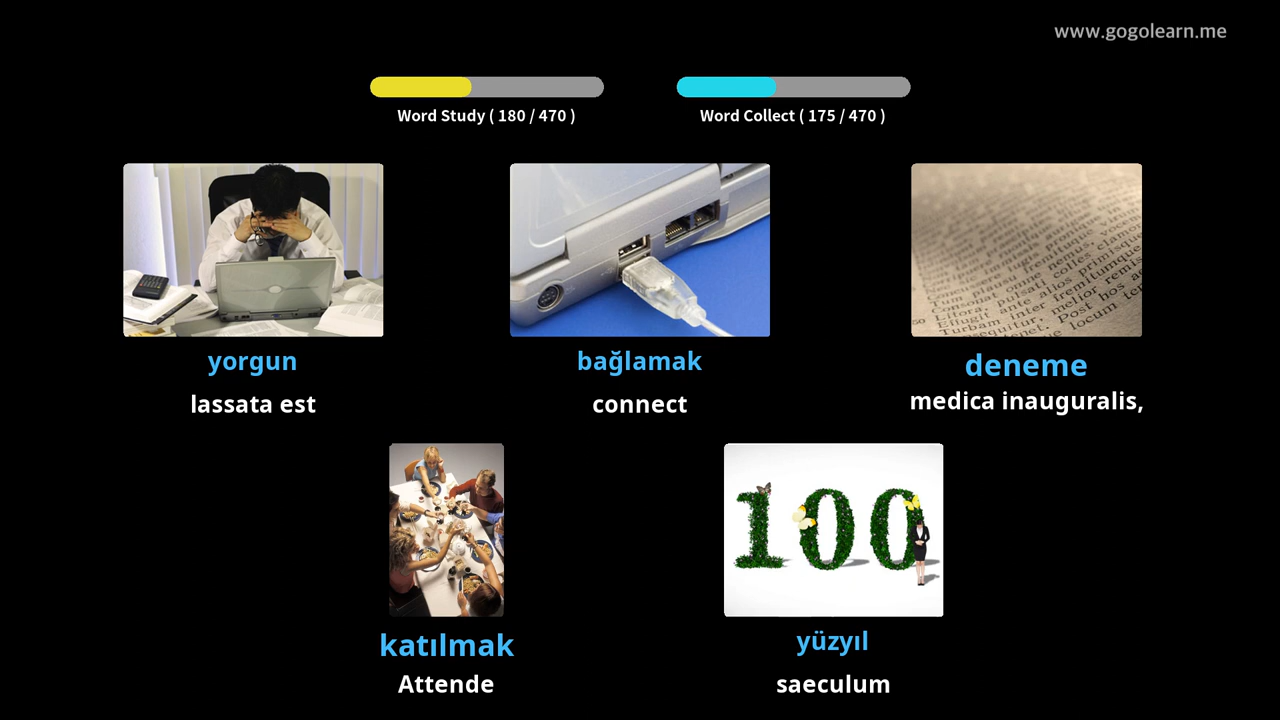 www.gogolearn.me
Word Study ( 180 / 470 )
Word Collect ( 175 / 470 )
yorgun
lassata est
bağlamak
connect
deneme
medica inauguralis,
katılmak
Attende
yüzyıl
saeculum
100